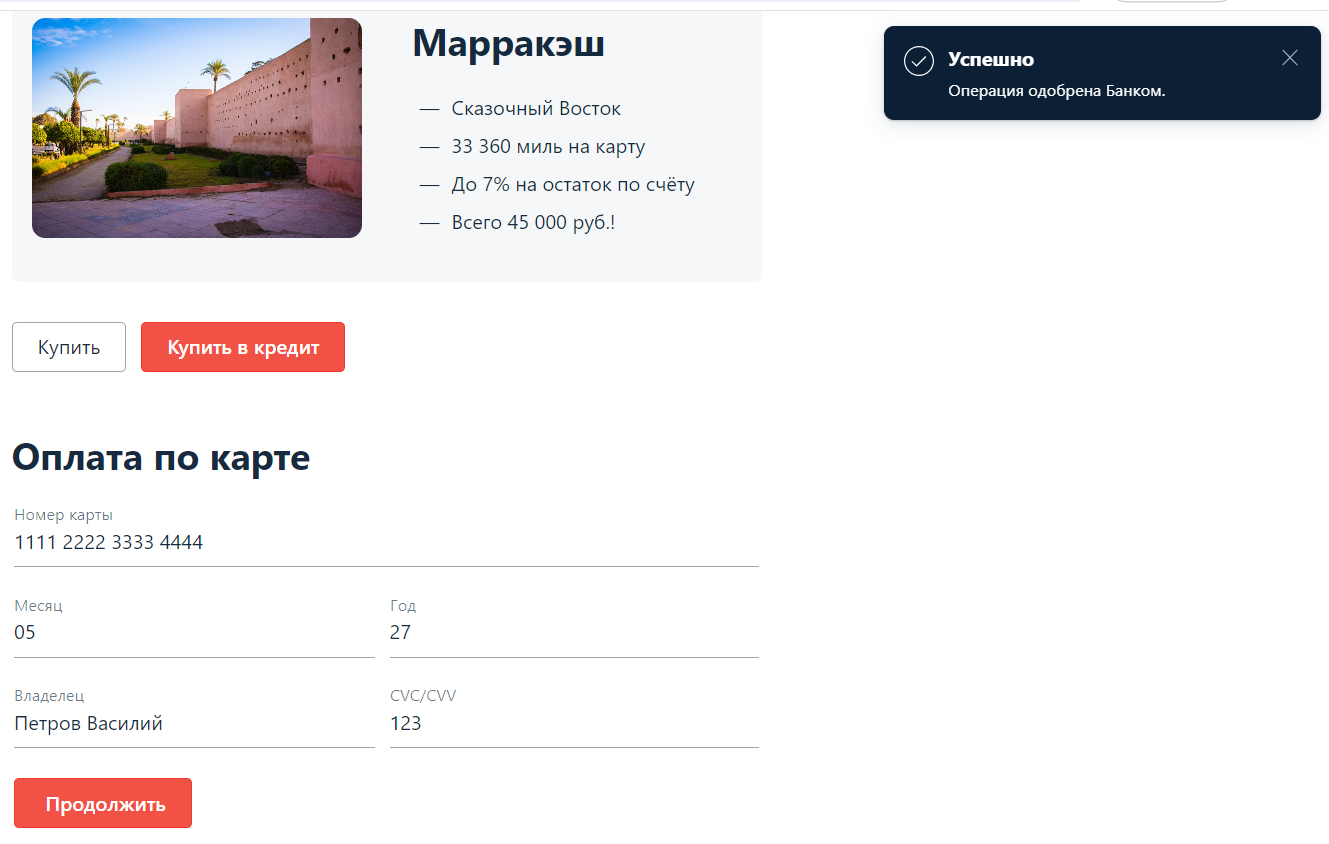 Марракэш
— Сказочный Восток
— 33 360 миль на карту
— До 7% на остаток по счёту
— Всего 45 000 руб.!
Успешно
Операция одобрена Банком.
Купить
Купить в кредит
Оплата по карте
Номер карты
1111 2222 3333 4444
Месяц
Год
05
27
Владелец
CVC/CVV
Петров Василий
123
Продолжить